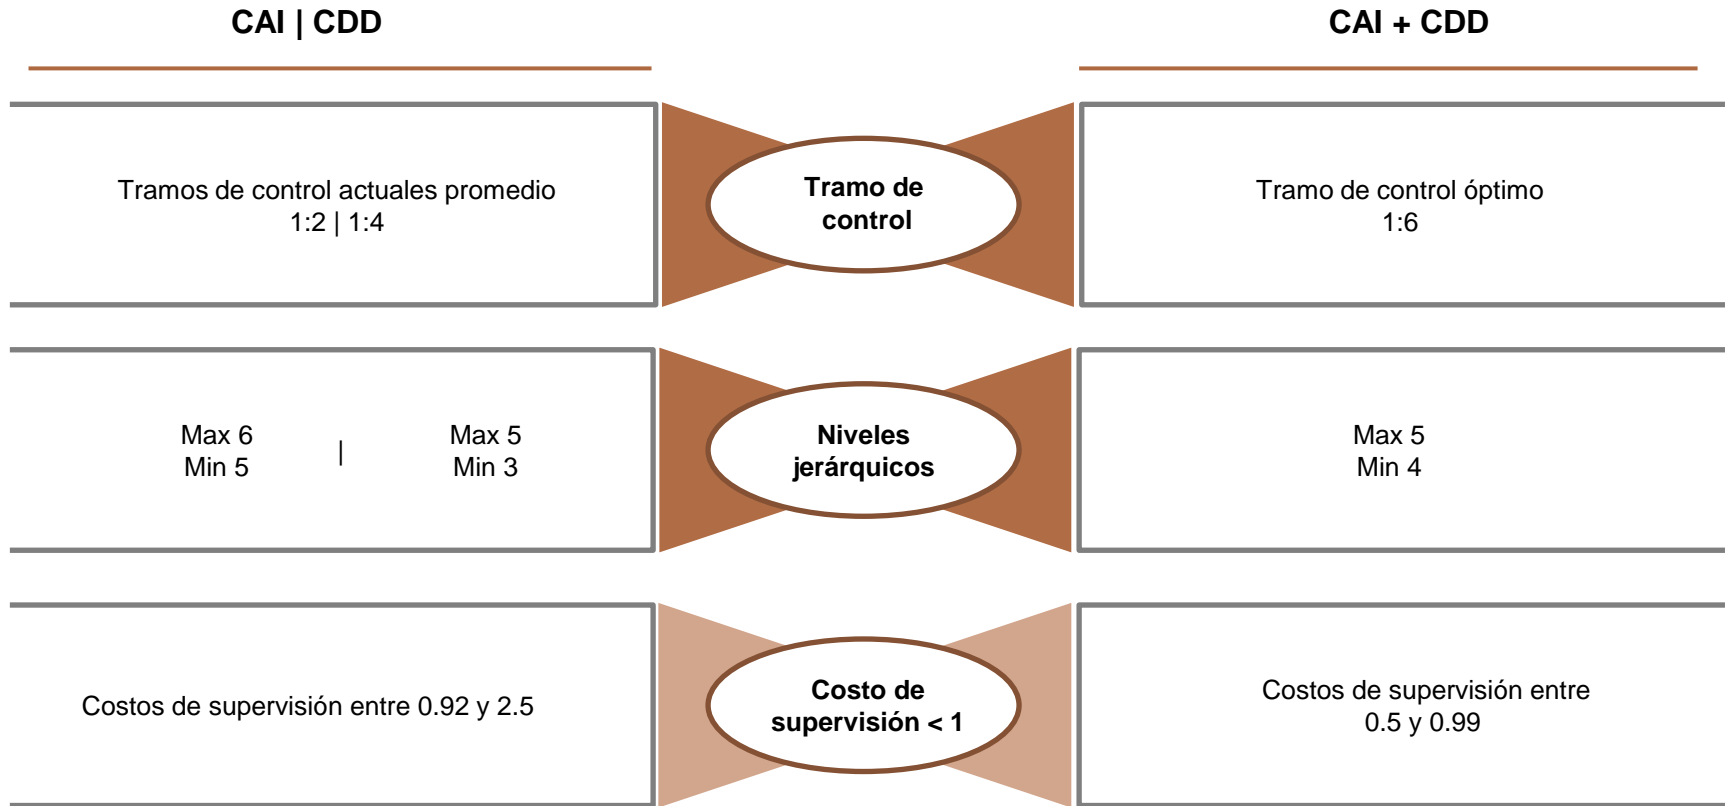 CAI | CDD
CAI + CDD
Tramos de control actuales promedio
1:2 | 1:4
Tramo de
control
Tramo de control óptimo
1:6
Max 6
Min 5
|
Max 5
Min 3
Niveles
jerárquicos
Max 5
Min 4
Costos de supervisión entre 0.92 y 2.5
Costo de
supervisión < 1
Costos de supervisión entre
0.5 y 0.99